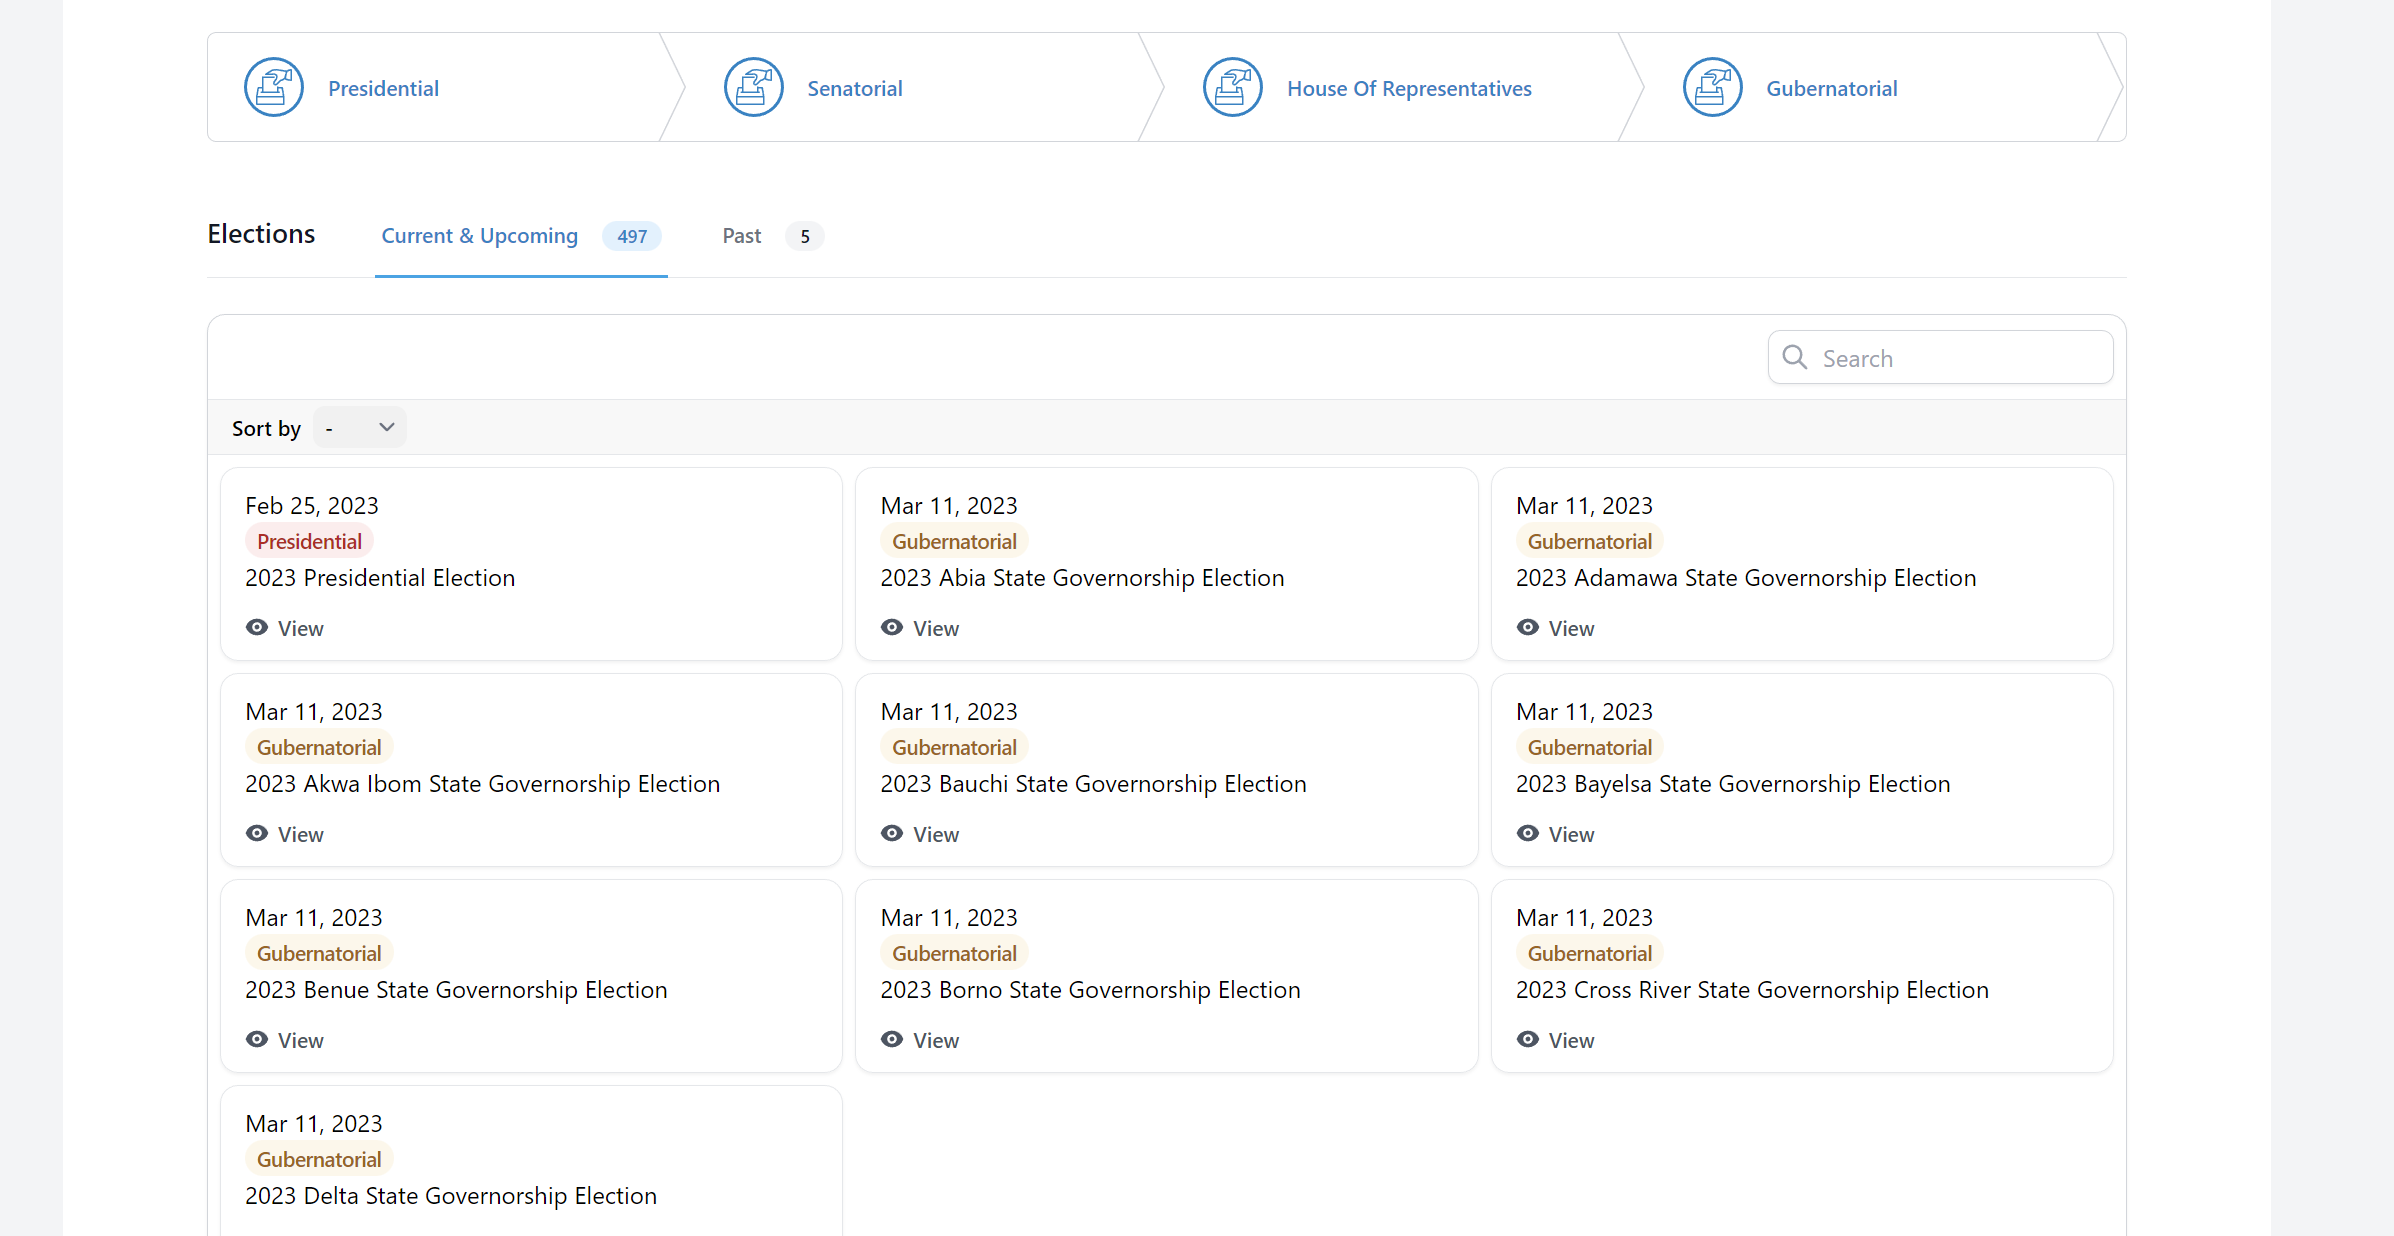 Presidential
Senatorial
House Of Representatives
Gubernatorial
Elections
Current & Upcoming 497
Past 5
Search
Sort by -
Feb 25, 2023
Presidential
2023 Presidential Election
View
Mar 11, 2023
Gubernatorial
2023 Abia State Governorship Election
View
Mar 11, 2023
Gubernatorial
2023 Adamawa State Governorship Election
View
Mar 11, 2023
Gubernatorial
2023 Akwa Ibom State Governorship Election
View
Mar 11, 2023
Gubernatorial
2023 Bauchi State Governorship Election
View
Mar 11, 2023
Gubernatorial
2023 Bayelsa State Governorship Election
View
Mar 11, 2023
Gubernatorial
2023 Benue State Governorship Election
View
Mar 11, 2023
Gubernatorial
2023 Borno State Governorship Election
View
Mar 11, 2023
Gubernatorial
2023 Cross River State Governorship Election
View
Mar 11, 2023
Gubernatorial
2023 Delta State Governorship Election